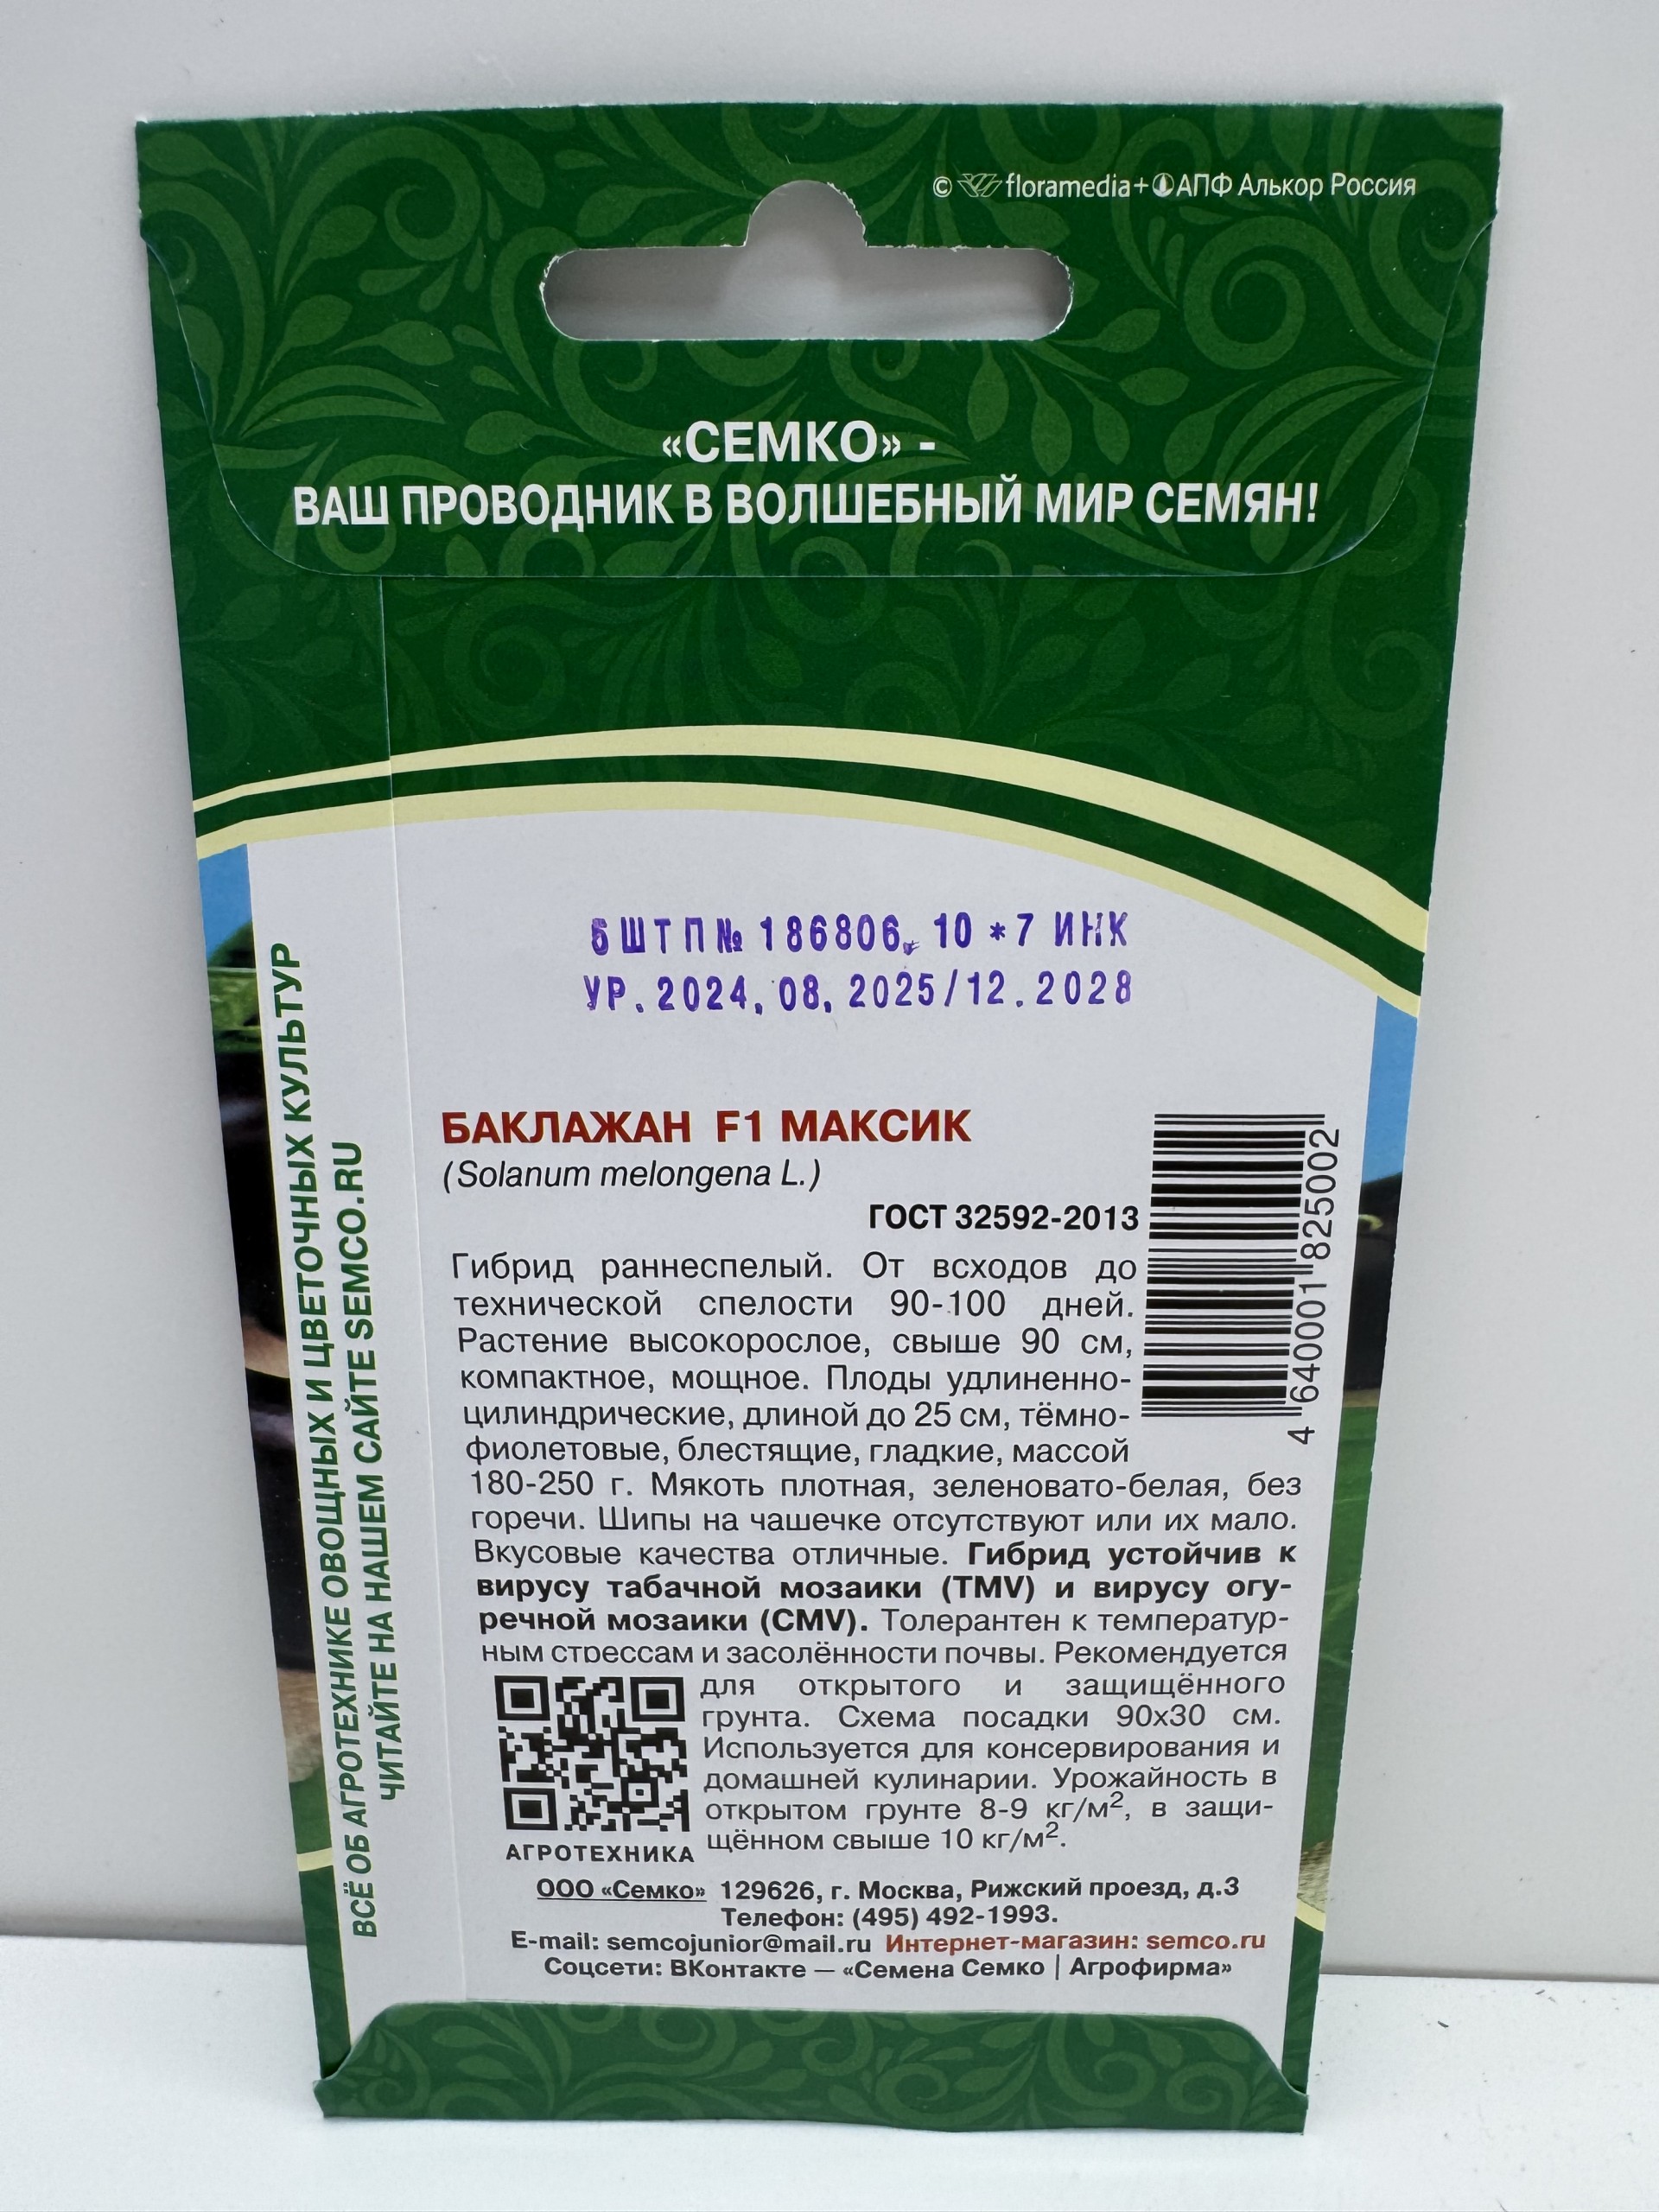 © floramedia+ АПФ Алькор Россия
«СЕМКО» -
ВАШ ПРОВОДНИК В ВОЛШЕБНЫЙ МИР СЕМЯН!
6 ШТ П№ 186806, 10 *7 ИНК
УР. 2024, 08. 2025/12.2028
БАКЛАЖАН F1 МАКСИК
(Solanum melongena L.)
ГОСТ 32592-2013
Гибрид раннеспелый. От всходов до
технической спелости 90-100 дней.
Растение высокорослое, свыше 90 см,
компактное, мощное. Плоды удлиненно-
цилиндрические, длиной до 25 см, тёмно-
фиолетовые, блестящие, гладкие, массой
180-250 г. Мякоть плотная, зеленовато-белая, без
горечи. Шипы на чашечке отсутствуют или их мало.
Вкусовые качества отличные. Гибрид устойчив к
вирусу табачной мозаики (TMV) и вирусу огу-
речной мозаики (CMV). Толерантен к температур-
ным стрессам и засолённости почвы. Рекомендуется
для открытого и защищённого
грунта. Схема посадки 90х30 см.
Используется для консервирования и
домашней кулинарии. Урожайность в
открытом грунте 8-9 кг/м², в защи-
щённом свыше 10 кг/м².
АГРОТЕХНИКА
ООО «Семко» 129626, г. Москва, Рижский проезд, д.3
Телефон: (495) 492-1993.
E-mail: semcojunior@mail.ru Интернет-магазин: semco.ru
Соцсети: ВКонтакте — «Семена Семко | Агрофирма»
4 640001 825002
ВСЁ ОБ АГРОТЕХНИКЕ ОВОЩНЫХ И ЦВЕТОЧНЫХ КУЛЬТУР
ЧИТАЙТЕ НА НАШЕМ САЙТЕ SEMCO.RU